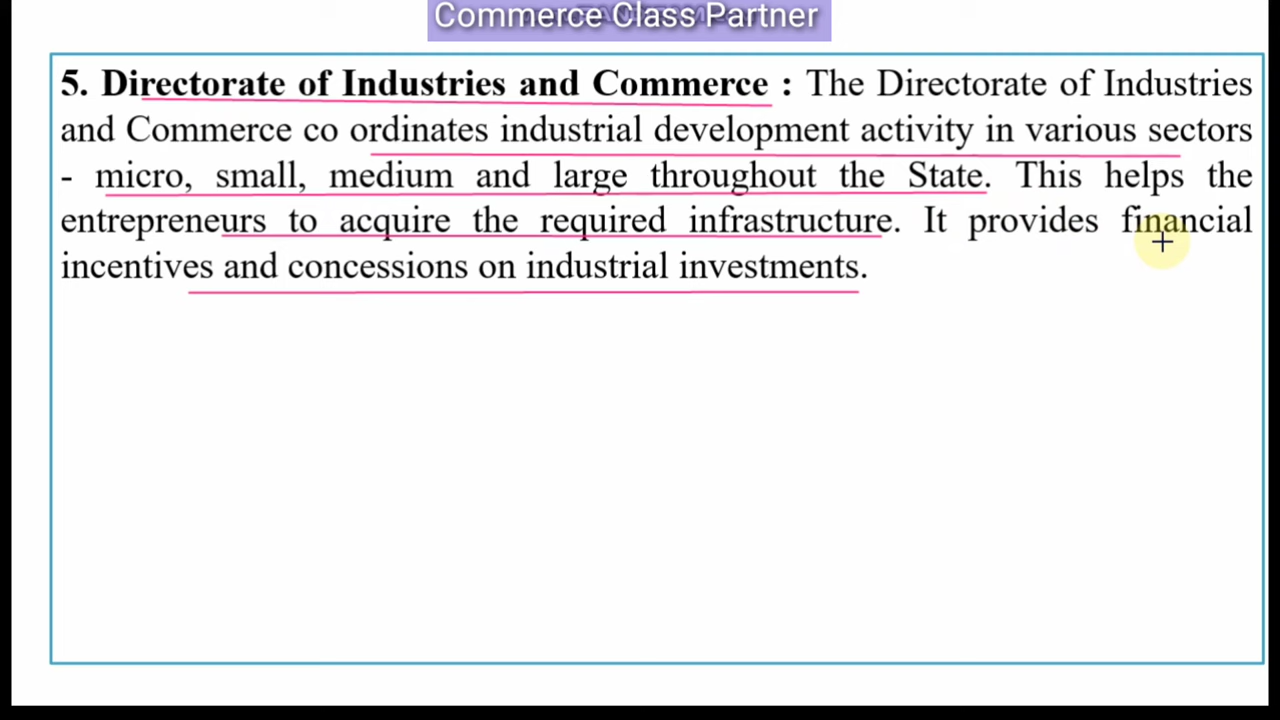 Commerce Class Partner
5. Directorate of Industries and Commerce : The Directorate of Industries
and Commerce co ordinates industrial development activity in various sectors
- micro, small, medium and large throughout the State. This helps the
entrepreneurs to acquire the required infrastructure. It provides financial
incentives and concessions on industrial investments.